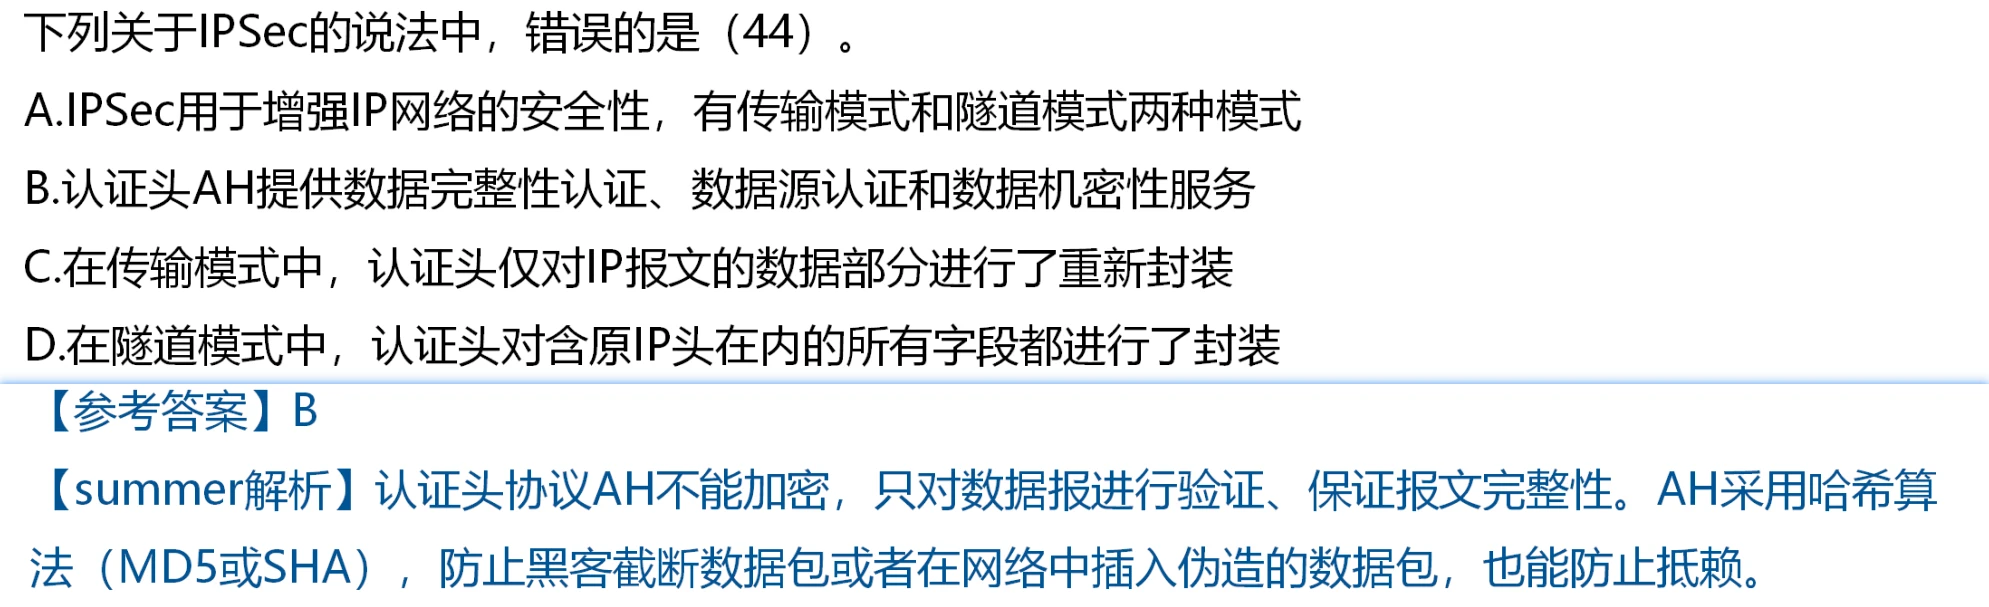 下列关于IPSec的说法中，错误的是（44）。
A.IPSec用于增强IP网络的安全性，有传输模式和隧道模式两种模式
B.认证头AH提供数据完整性认证、数据源认证和数据机密性服务
C.在传输模式中，认证头仅对IP报文的数据部分进行了重新封装
D.在隧道模式中，认证头对含原IP头在内的所有字段都进行了封装
【参考答案】B
【summer解析】认证头协议AH不能加密，只对数据报进行验证、保证报文完整性。AH采用哈希算
法（MD5或SHA），防止黑客截断数据包或者在网络中插入伪造的数据包，也能防止抵赖。